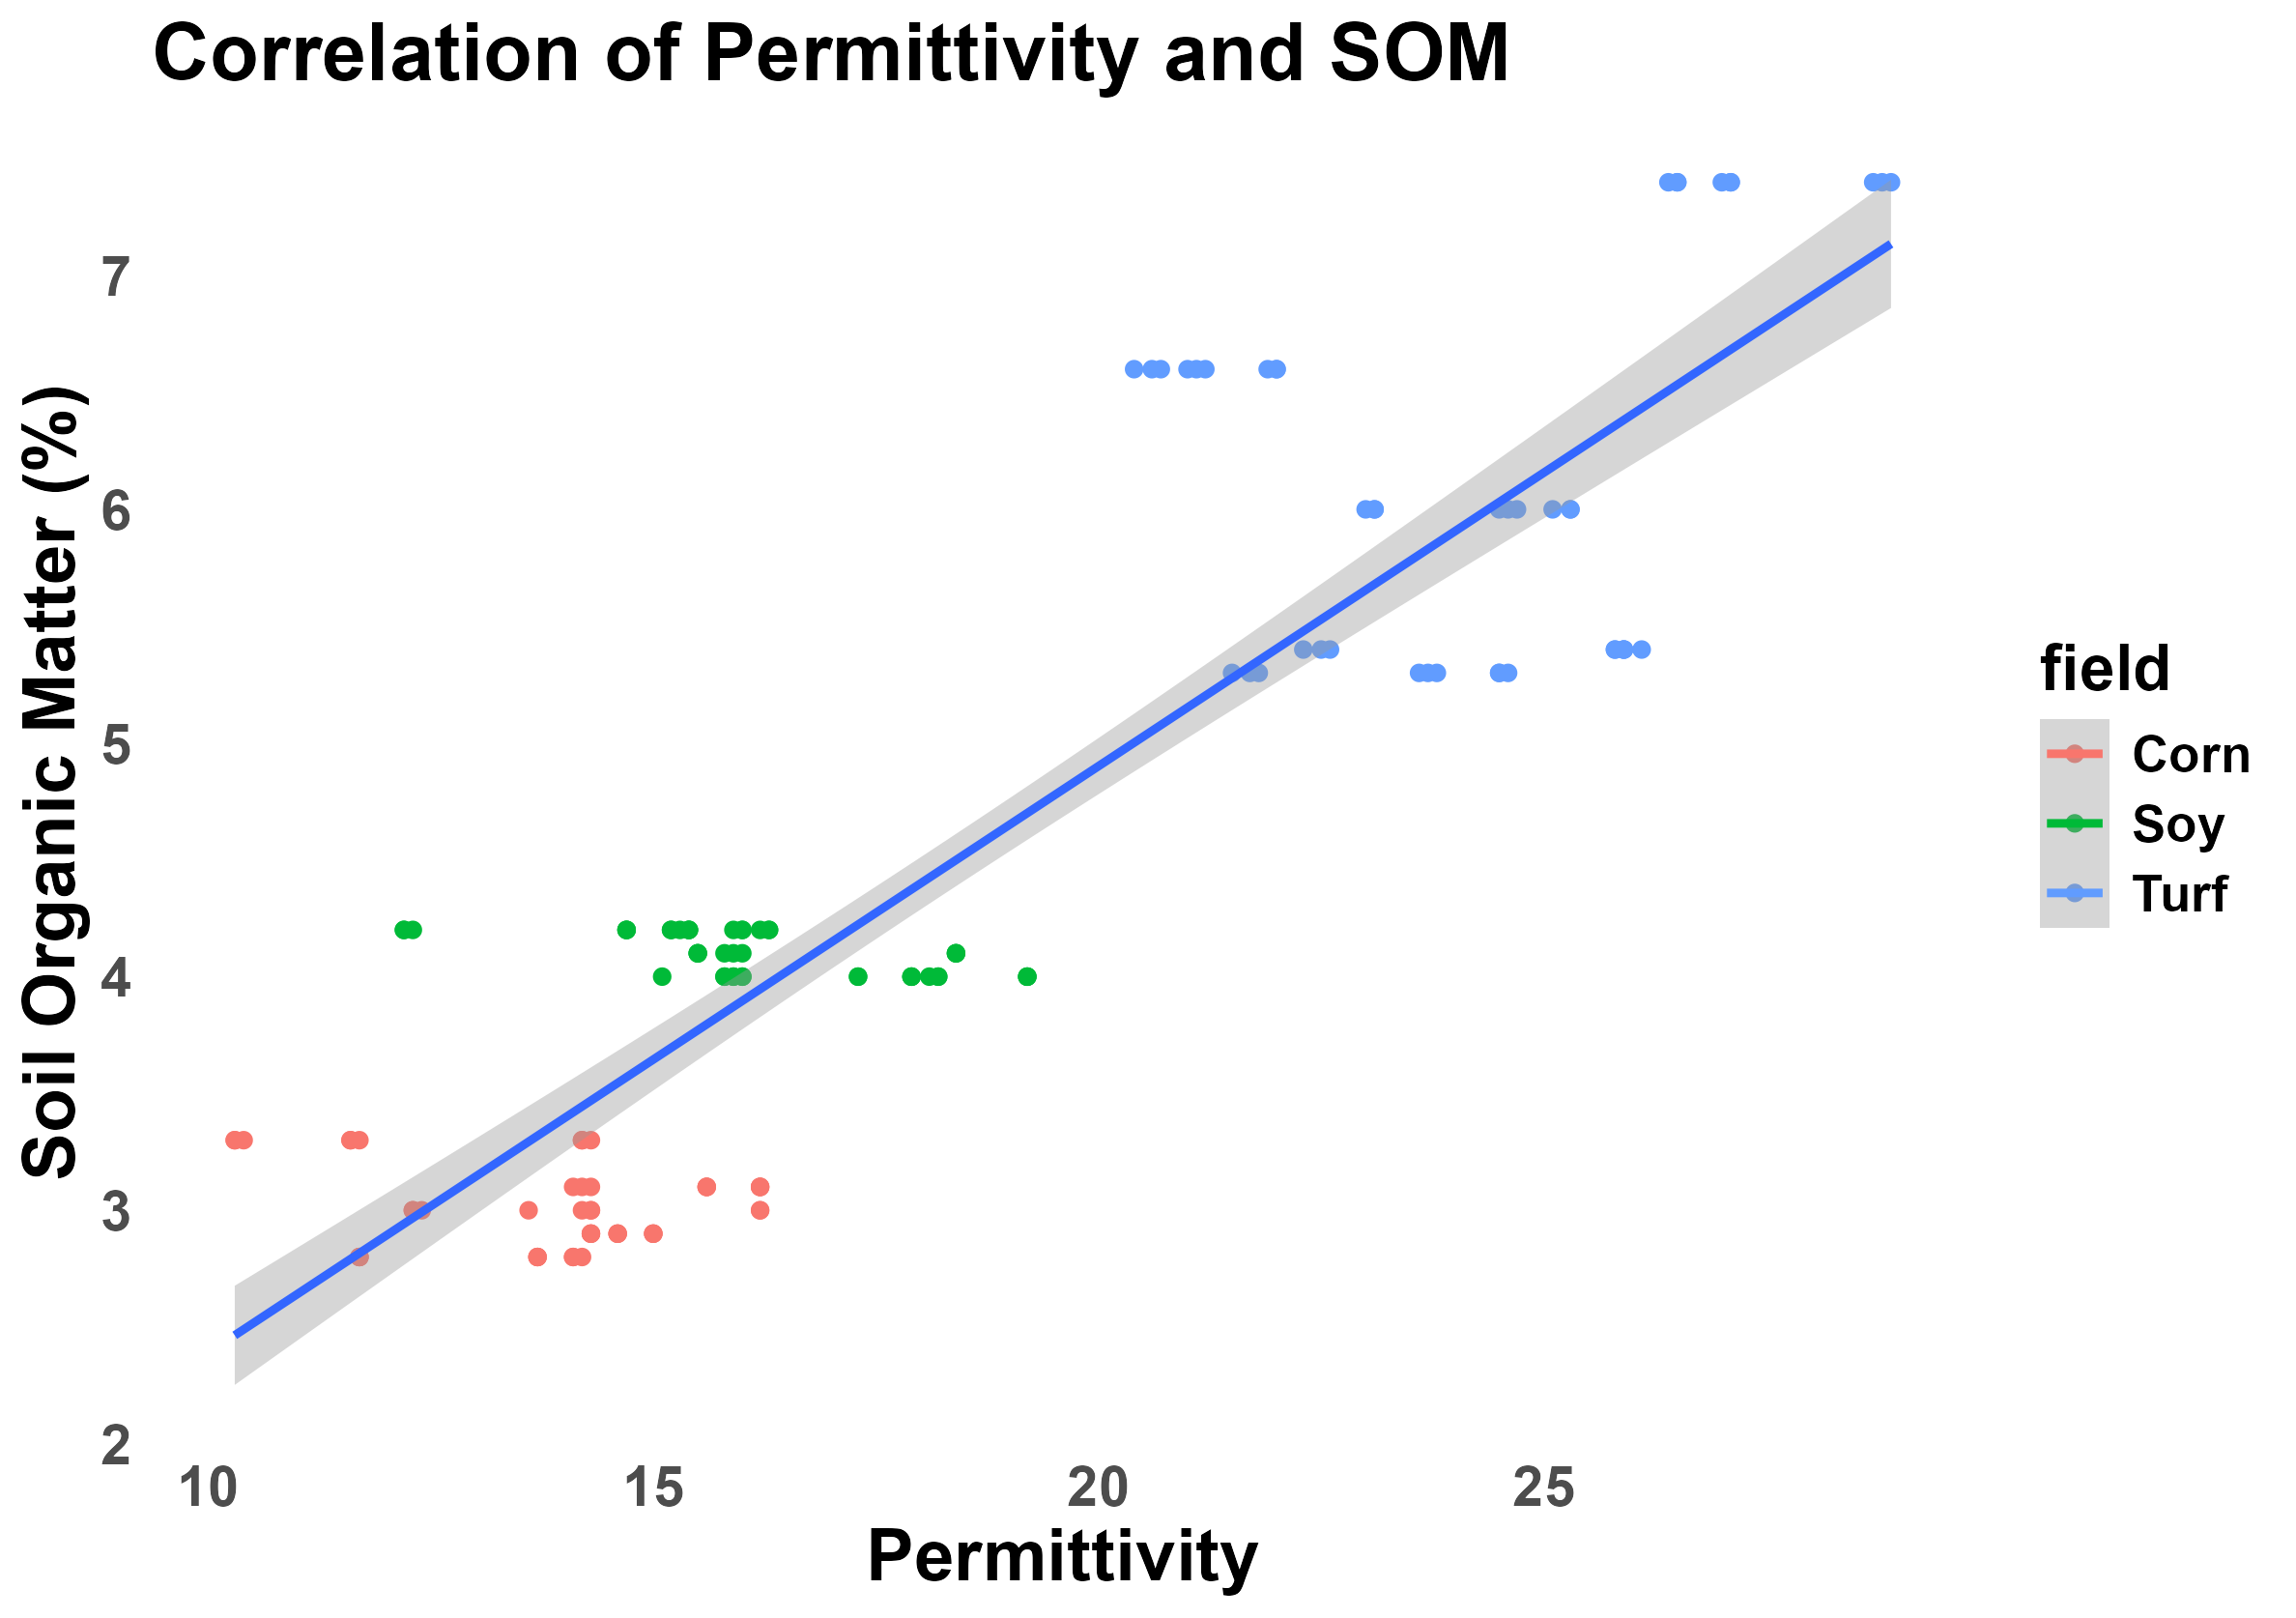 Correlation of Permittivity and SOM
Soil Organic Matter (%)
7
6
5
4
3
2
10 15 20 25
Permittivity
field
Corn
Soy
Turf